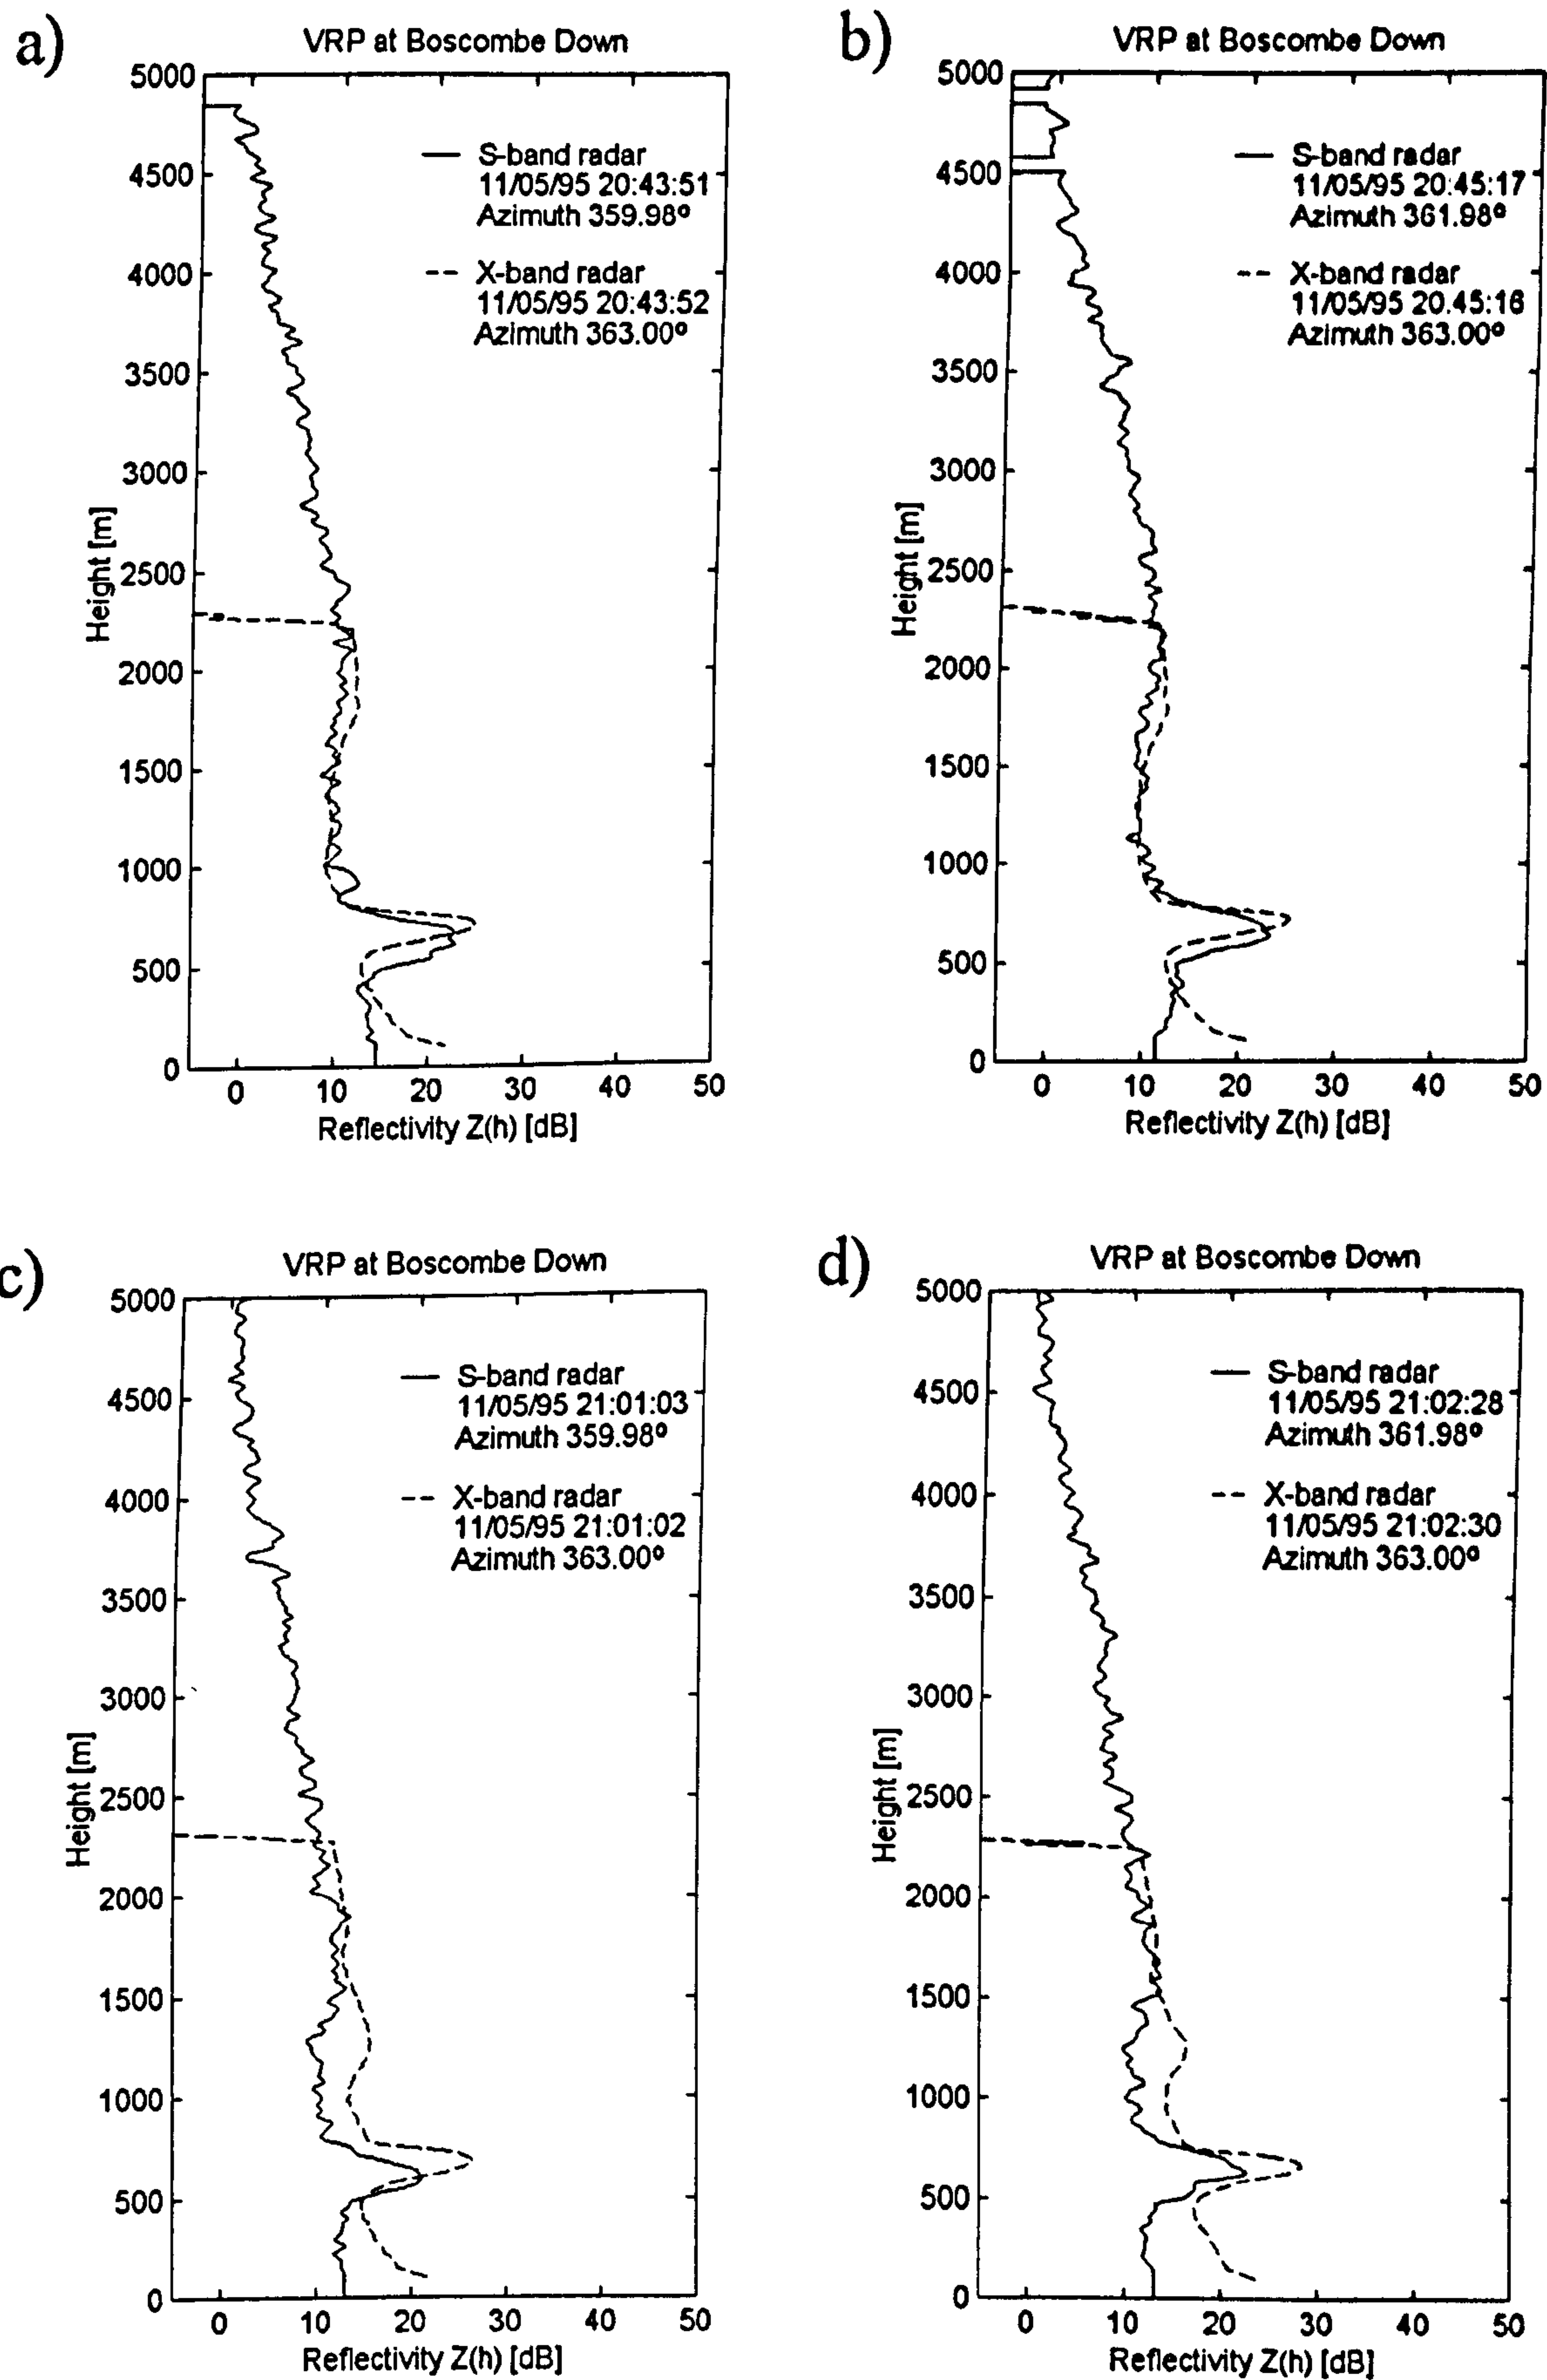 a)
VRP at Boscombe Down
5000
4500
4000
3500
3000
2500
2000
1500
1000
500
0
Height [m]
S-band radar
11/05/95 20:43:51
Azimuth 359.98º
X-band radar
11/05/95 20:43:52
Azimuth 363.00º
0 10 20 30 40 50
Reflectivity Z(h) [dB]
b)
VRP at Boscombe Down
5000
4500
4000
3500
3000
2500
2000
1500
1000
500
0
Height [m]
S-band radar
11/05/95 20:45:17
Azimuth 361.98º
X-band radar
11/05/95 20.45:16
Azimuth 363.00º
0 10 20 30 40 50
Reflectivity Z(h) [dB]
c)
VRP at Boscombe Down
5000
4500
4000
3500
3000
2500
2000
1500
1000
500
0
Height [m]
S-band radar
11/05/95 21:01:03
Azimuth 359.98º
X-band radar
11/05/95 21:01:02
Azimuth 363.00º
0 10 20 30 40 50
Reflectivity Z(h) [dB]
d)
VRP at Boscombe Down
5000
4500
4000
3500
3000
2500
2000
1500
1000
500
0
Height [m]
S-band radar
11/05/95 21:02:28
Azimuth 361.98º
X-band radar
11/05/95 21:02:30
Azimuth 363.00º
0 10 20 30 40 50
Reflectivity Z(h) [dB]